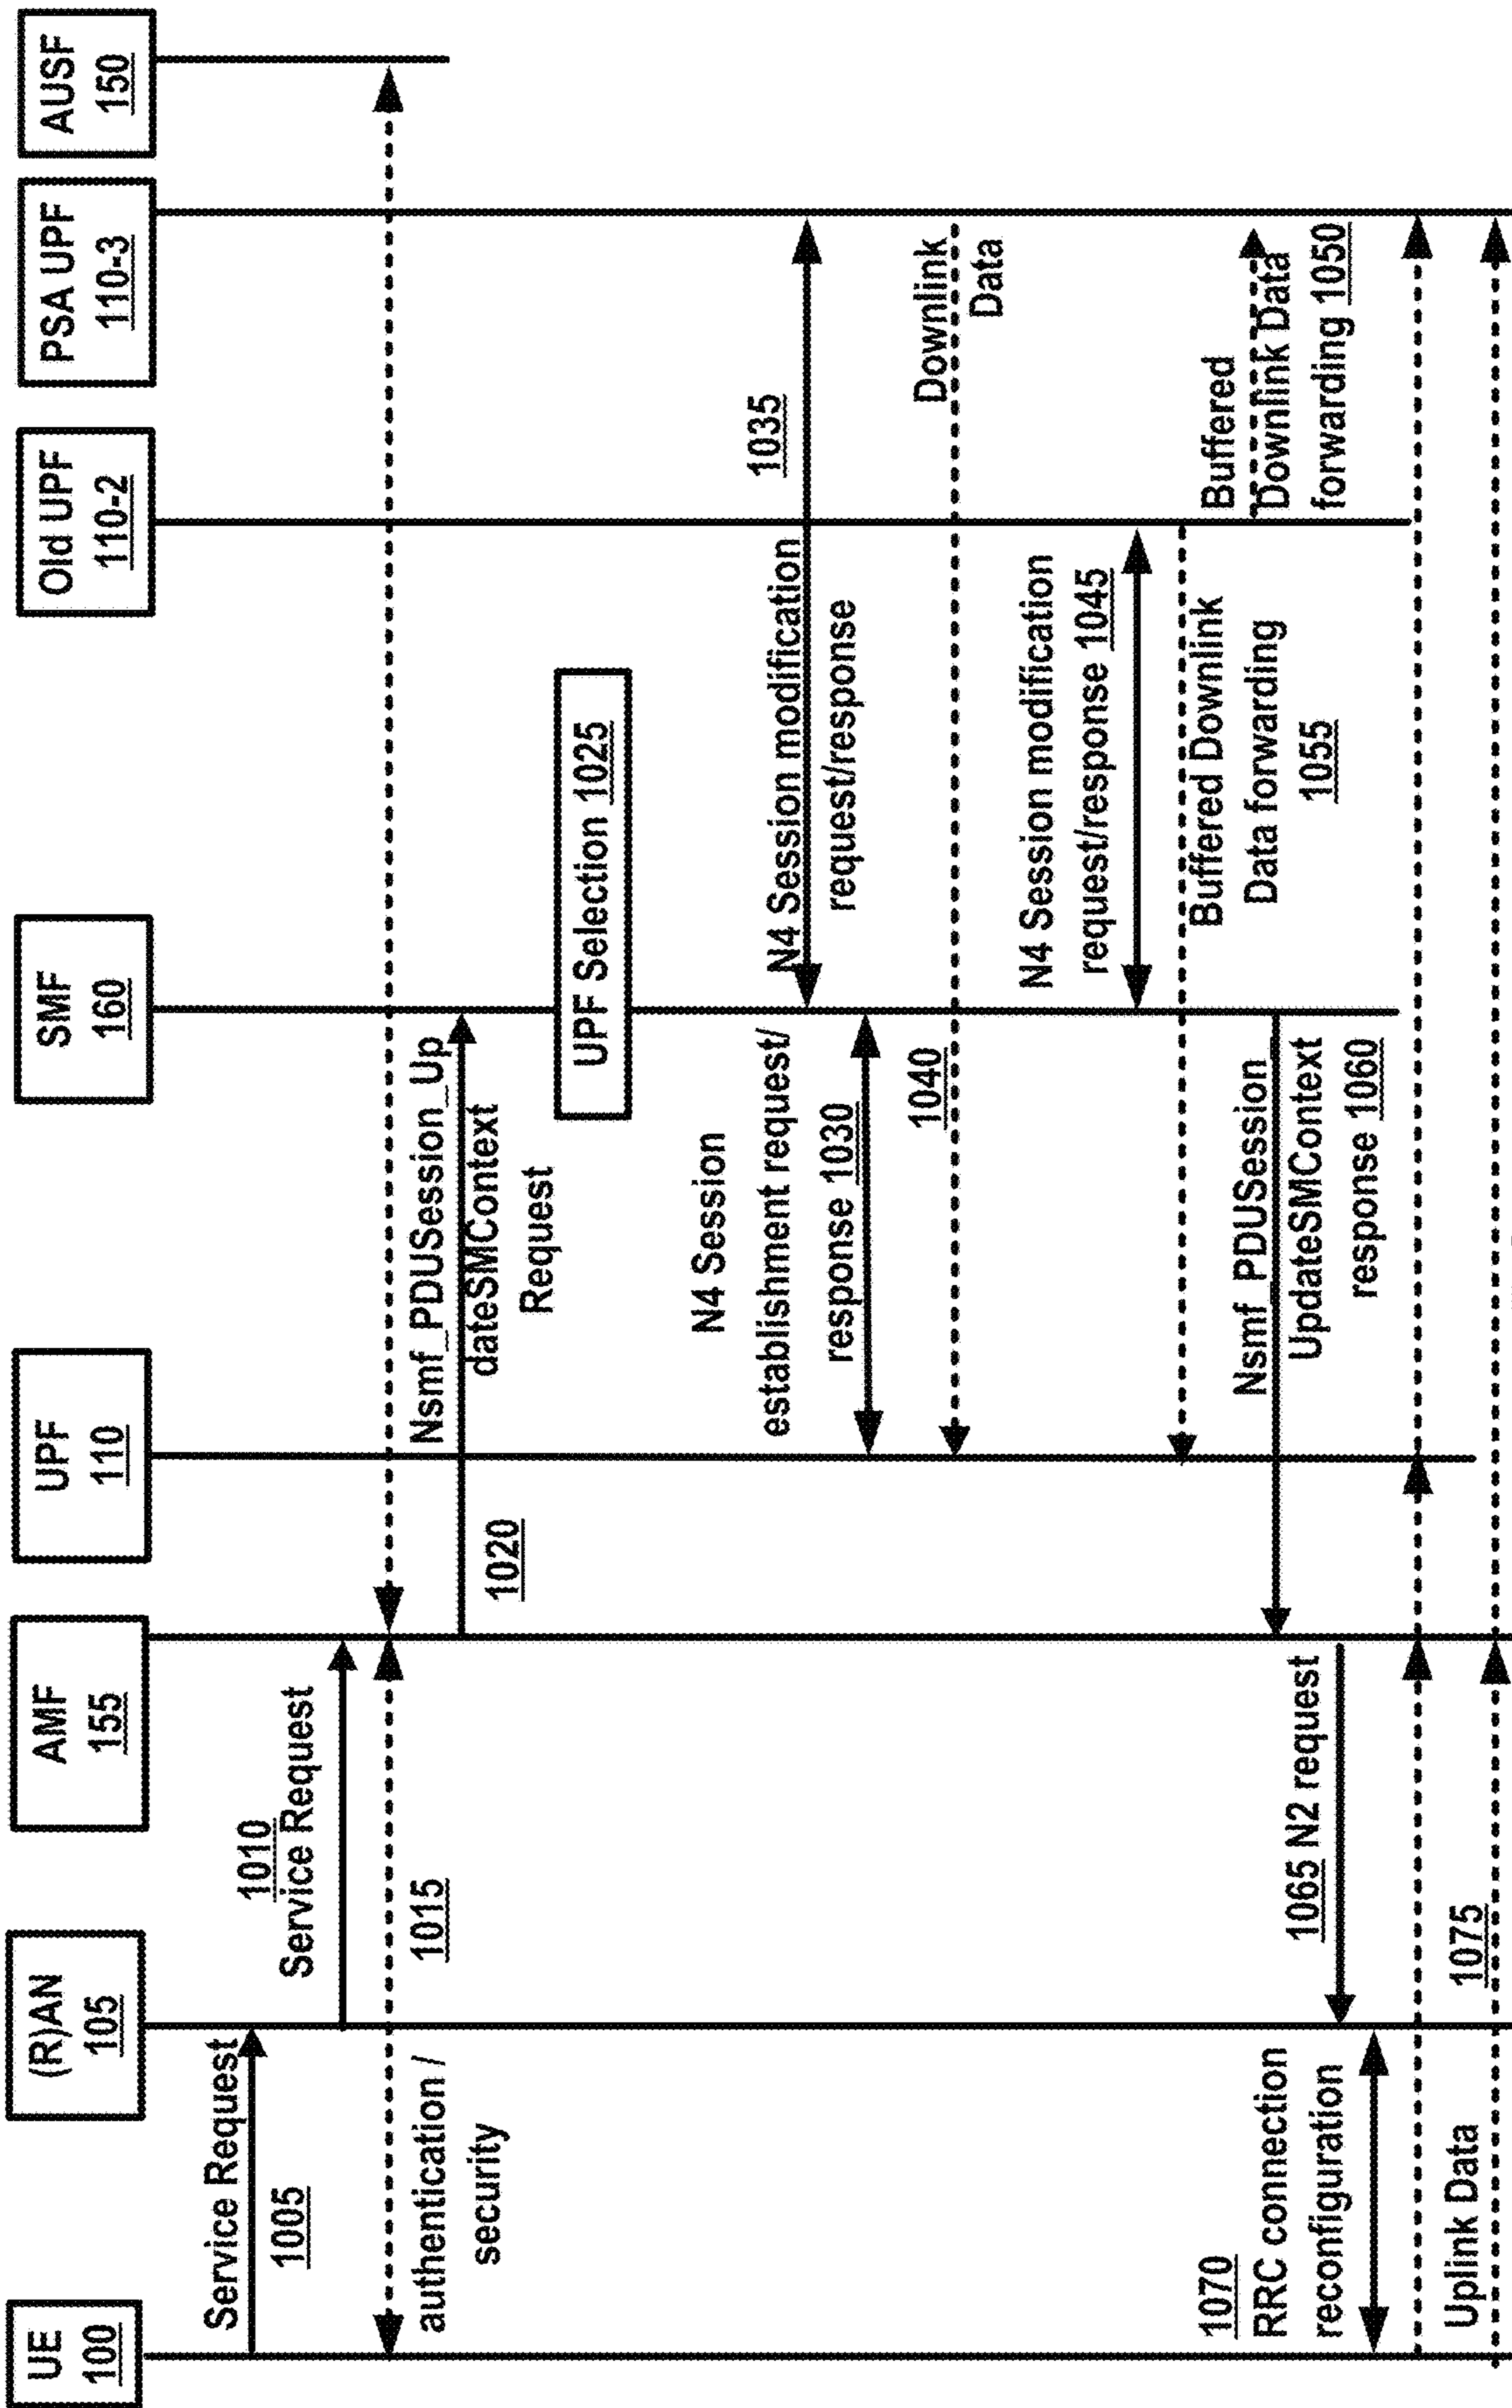 UE
100
(R)AN
105
AMF
155
UPF
110
SMF
160
Old UPF
110-2
PSA UPF
110-3
AUSF
150
Service Request
1005
1010
Service Request
authentication /
security
1015
Nsmf_PDUSession_Up
dateSMContext
Request
1020
UPF Selection 1025
N4 Session
establishment request/
response 1030
N4 Session modification
request/response
1035
1040
Downlink
Data
N4 Session modification
request/response 1045
Buffered
Downlink Data
forwarding 1050
Buffered Downlink
Data forwarding
1055
Nsmf_PDUSession_
UpdateSMContext
response 1060
1065 N2 request
1070
RRC connection
reconfiguration
Uplink Data
1075